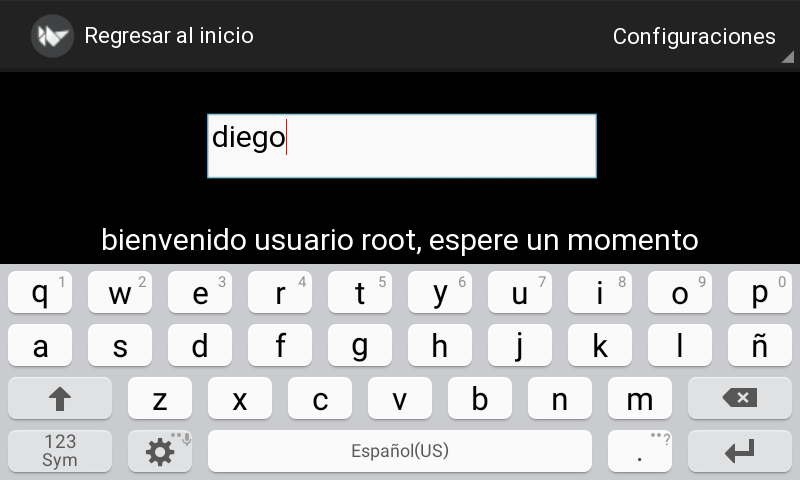 Regresar al inicio
Configuraciones
diego
bienvenido usuario root, espere un momento
q 1 w 2 e 3 r 4 t 5 y 6 u 7 i 8 o 9 p 0
a s d f g h j k l ñ
z x c v b n m
123 Sym Español(US) . ?